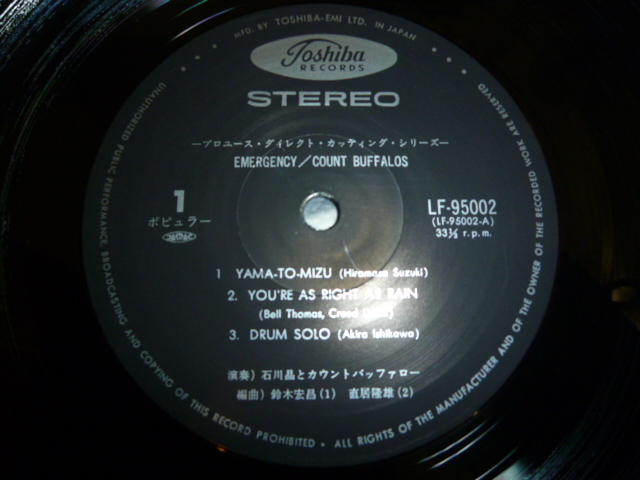 MFD. BY TOSHIBA-EMI LTD. IN JAPAN
Toshiba
RECORDS
STEREO
—プロユース・ダイレクト・カッティング・シリーズ—
EMERGENCY/COUNT BUFFALOS
1
ポピュラー
LF-95002
(LF-95002-A)
33⅓ r.p.m.
1 YAMA-TO-MIZU (Hiromasa Suzuki)
2. YOU'RE AS RIGHT AS RAIN
(Bell Thomas, Creed
3. DRUM SOLO (Akira Ishikawa)
演奏) 石川晶とカウントバッファロー
編曲) 鈴木宏昌(1) 直居隆雄(2)
UNAUTHORIZED PUBLIC PERFORMANCE, BROADCASTING AND COPYING OF THIS RECORD PROHIBITED • ALL RIGHTS OF THE MANUFACTURER AND OF THE OWNER OF THE RECORDED WORK ARE RESERVED